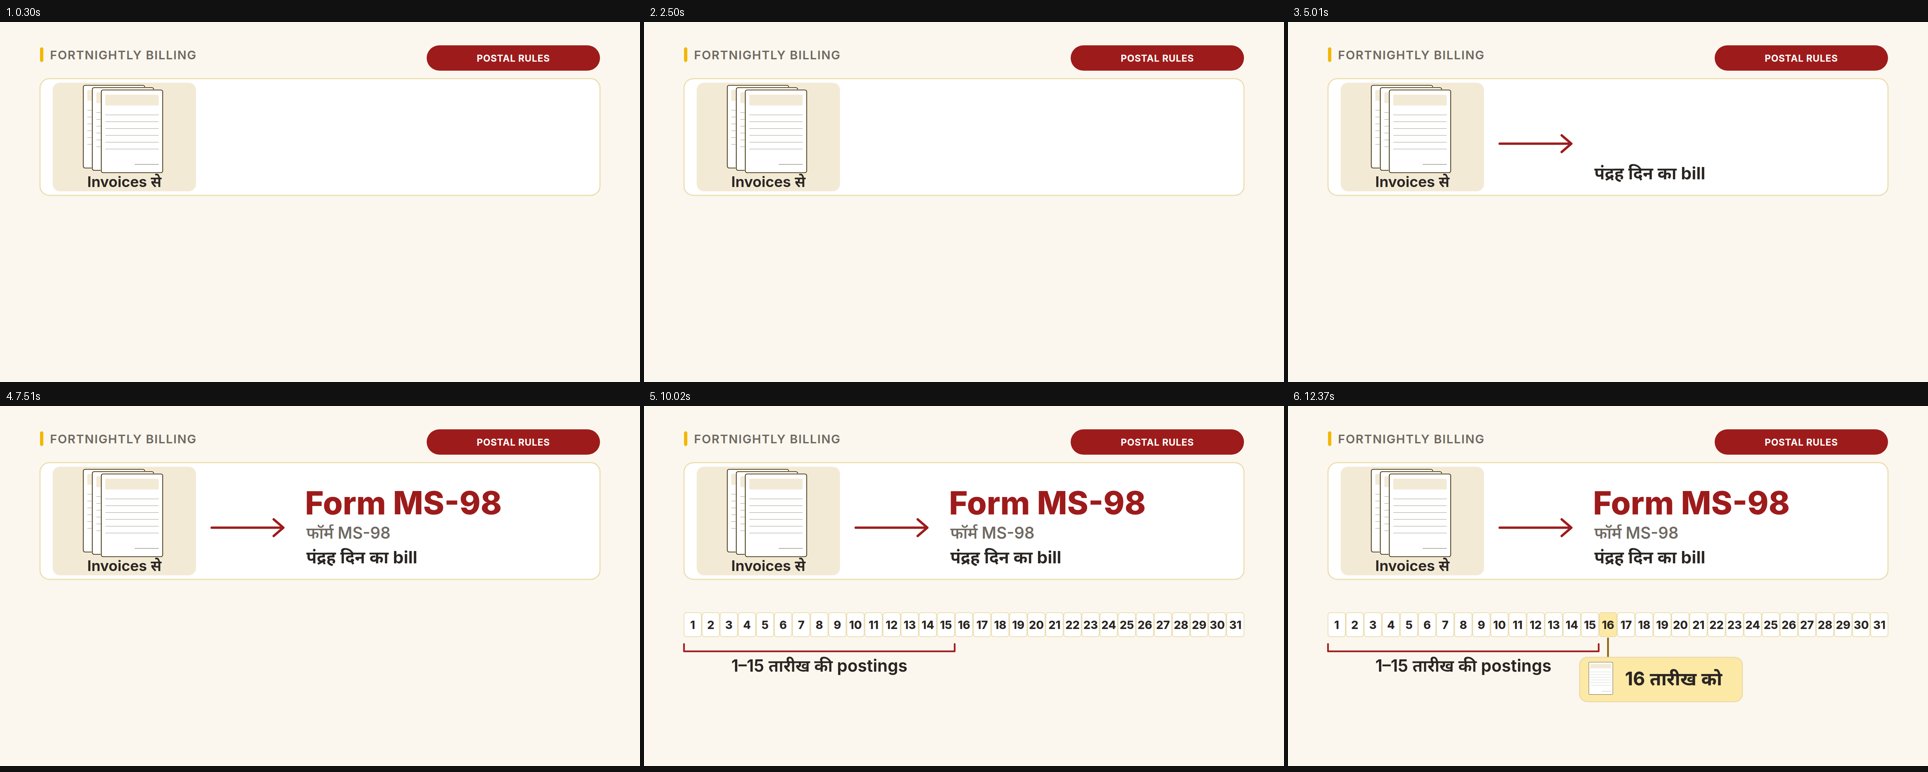 1. 0.30s
FORTNIGHTLY BILLING
POSTAL RULES
Invoices से
2. 2.50s
FORTNIGHTLY BILLING
POSTAL RULES
Invoices से
3. 5.01s
FORTNIGHTLY BILLING
POSTAL RULES
Invoices से
पंद्रह दिन का bill
4. 7.51s
FORTNIGHTLY BILLING
POSTAL RULES
Invoices से
Form MS-98
फॉर्म MS-98
पंद्रह दिन का bill
5. 10.02s
FORTNIGHTLY BILLING
POSTAL RULES
Invoices से
Form MS-98
फॉर्म MS-98
पंद्रह दिन का bill
1 2 3 4 5 6 7 8 9 10 11 12 13 14 15 16 17 18 19 20 21 22 23 24 25 26 27 28 29 30 31
1–15 तारीख की postings
6. 12.37s
FORTNIGHTLY BILLING
POSTAL RULES
Invoices से
Form MS-98
फॉर्म MS-98
पंद्रह दिन का bill
1 2 3 4 5 6 7 8 9 10 11 12 13 14 15 16 17 18 19 20 21 22 23 24 25 26 27 28 29 30 31
1–15 तारीख की postings
16 तारीख को